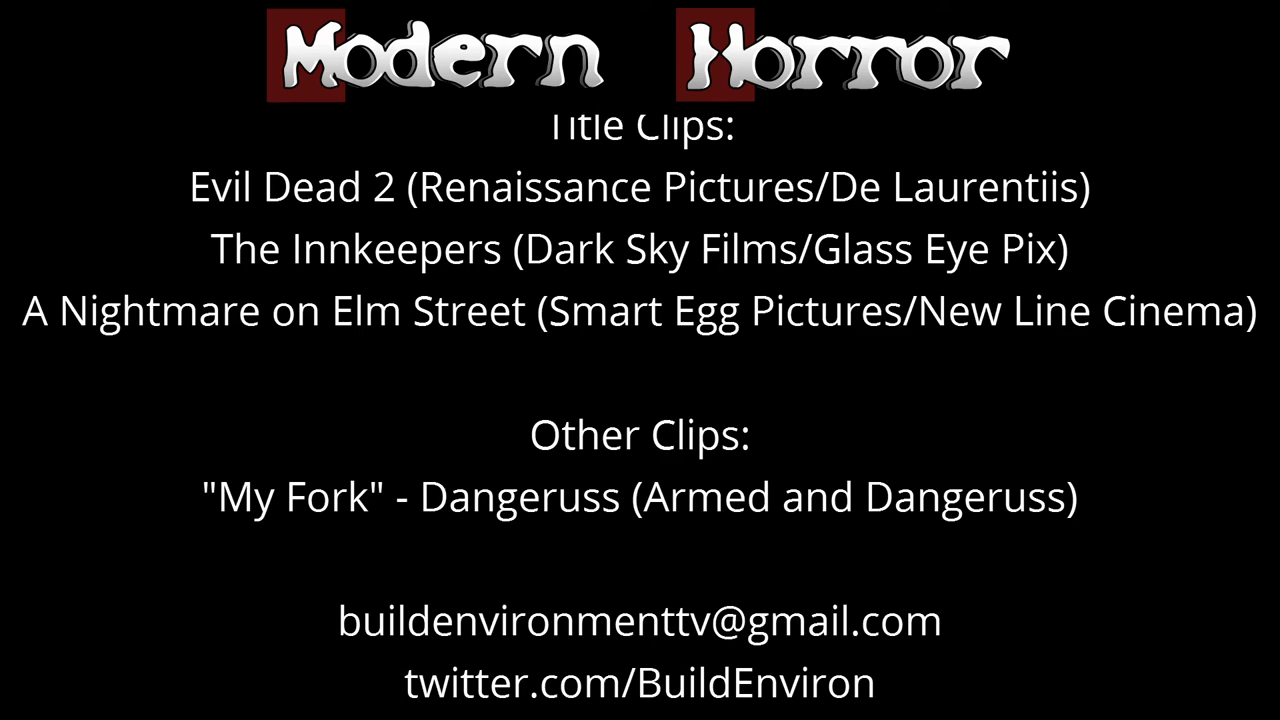 Modern Horror
Title Clips:
Evil Dead 2 (Renaissance Pictures/De Laurentiis)
The Innkeepers (Dark Sky Films/Glass Eye Pix)
A Nightmare on Elm Street (Smart Egg Pictures/New Line Cinema)
Other Clips:
"My Fork" - Dangeruss (Armed and Dangeruss)
buildenvironmenttv@gmail.com
twitter.com/BuildEnviron